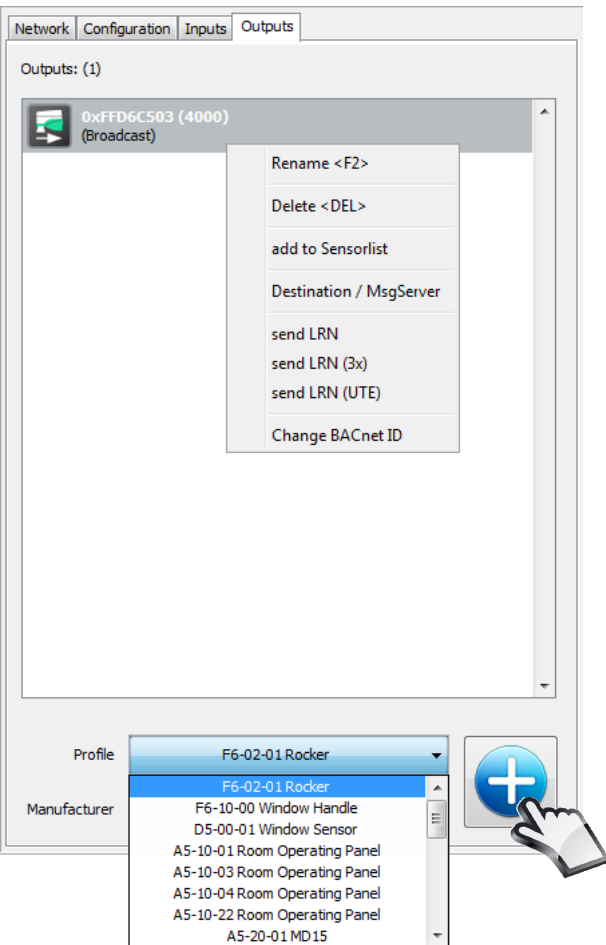 Network Configuration Inputs Outputs
Outputs: (1)
0xFFD6C503 (4000)
(Broadcast)
Rename <F2>
Delete <DEL>
add to Sensorlist
Destination / MsgServer
send LRN
send LRN (3x)
send LRN (UTE)
Change BACnet ID
Profile F6-02-01 Rocker
F6-02-01 Rocker
Manufacturer F6-10-00 Window Handle
D5-00-01 Window Sensor
A5-10-01 Room Operating Panel
A5-10-03 Room Operating Panel
A5-10-04 Room Operating Panel
A5-10-22 Room Operating Panel
A5-20-01 MD15